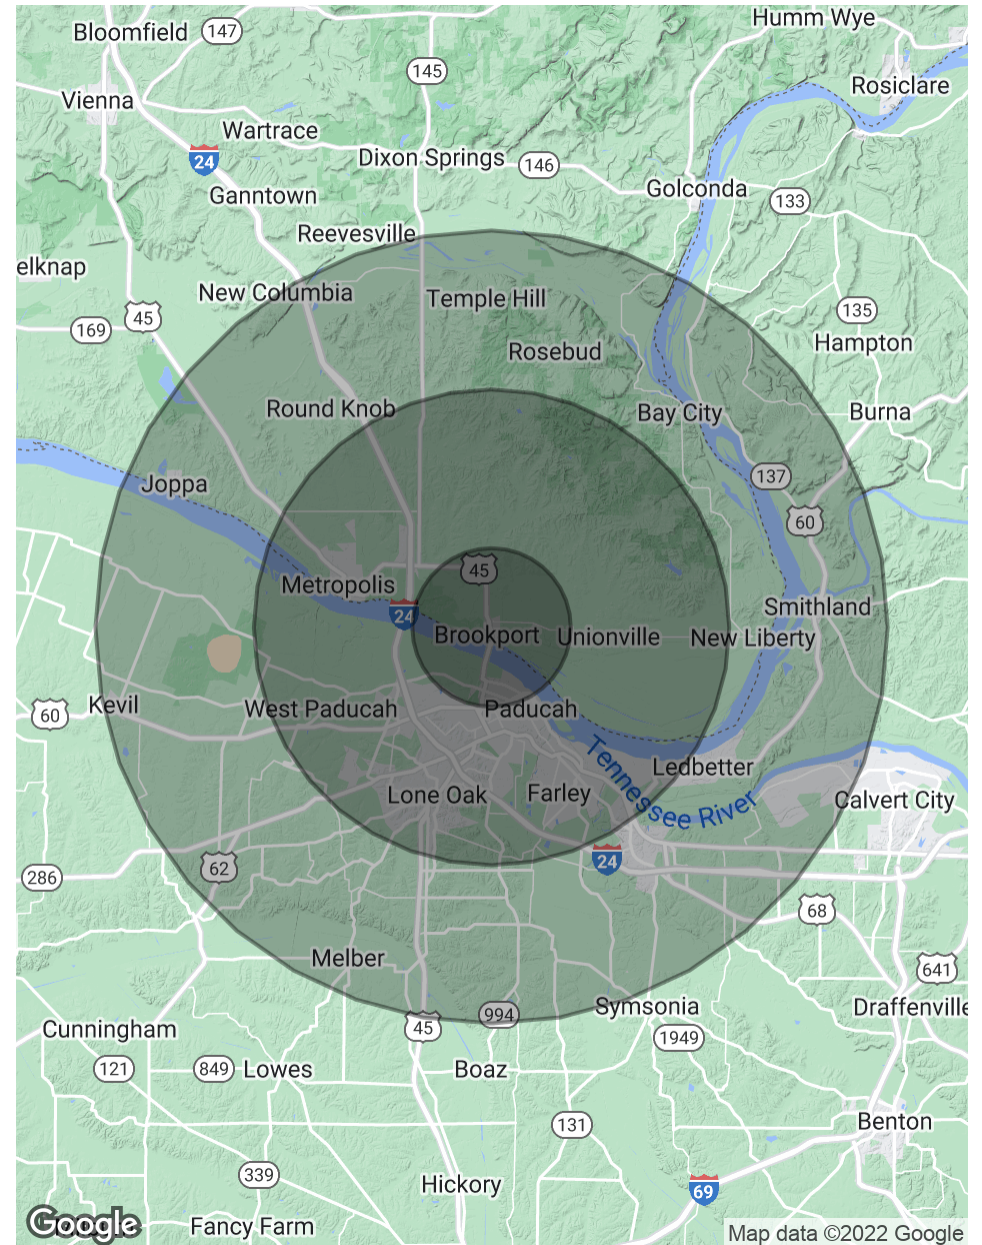 Humm Wye
Bloomfield
147
145
Rosiclare
Vienna
Wartrace
24
Dixon Springs
146
Golconda
Ganntown
133
Reevesville
elknap
New Columbia
Temple Hill
45
135
169
Hampton
Rosebud
Round Knob
Bay City
Burna
Joppa
137
60
45
Metropolis
24
Smithland
Brookport
Unionville
New Liberty
Kevil
60
West Paducah
Paducah
Tennessee River
Ledbetter
Lone Oak
Farley
Calvert City
24
62
286
68
Melber
641
Symsonia
Draffenville
994
45
Cunningham
1949
121
849
Lowes
Boaz
131
Benton
339
Hickory
69
Google
Fancy Farm
Map data ©2022 Google